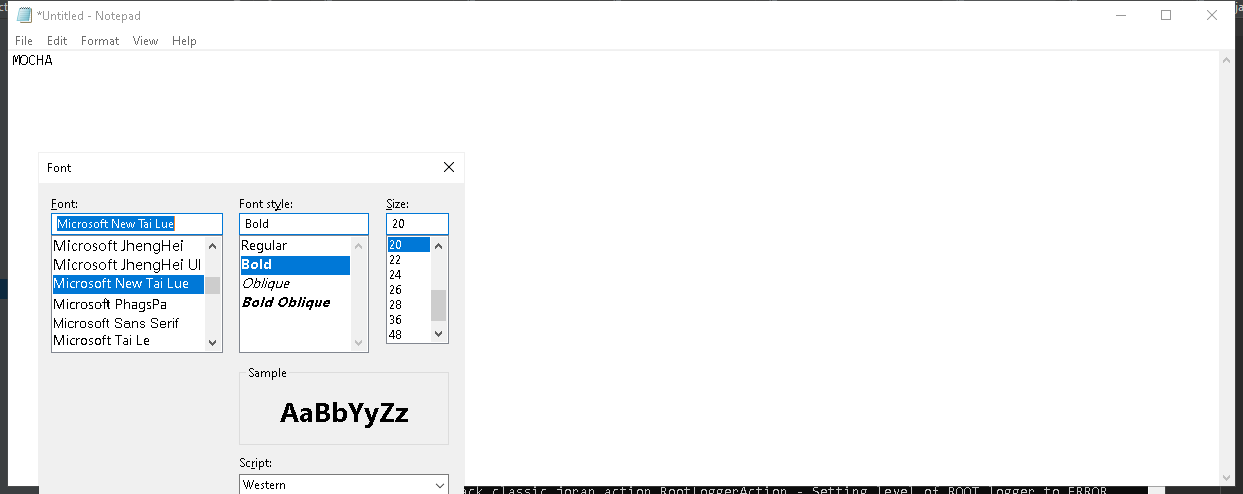 *Untitled - Notepad
File Edit Format View Help
MOCHA
Font
Font: Font style: Size:
Microsoft New Tai Lue Bold 20
Microsoft JhengHei Regular 20
Microsoft JhengHei UI Bold 22
Microsoft New Tai Lue Oblique 24
Microsoft PhagsPa Bold Oblique 26
Microsoft Sans Serif 28
Microsoft Tai Le 36
48
Sample
AaBbYyZz
Script:
Western
classic.joran.action.RootLoggerAction - Setting level of ROOT logger to ERROR